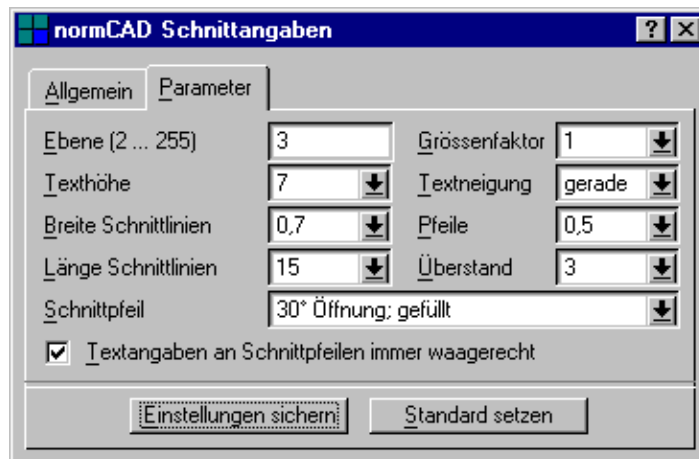 normCAD Schnittangaben
Allgemein Parameter
Ebene (2 ... 255) 3 Grössenfaktor 1
Texthöhe 7 Textneigung gerade
Breite Schnittlinien 0,7 Pfeile 0,5
Länge Schnittlinien 15 Überstand 3
Schnittpfeil 30° Öffnung; gefüllt
Textangaben an Schnittpfeilen immer waagerecht
Einstellungen sichern Standard setzen